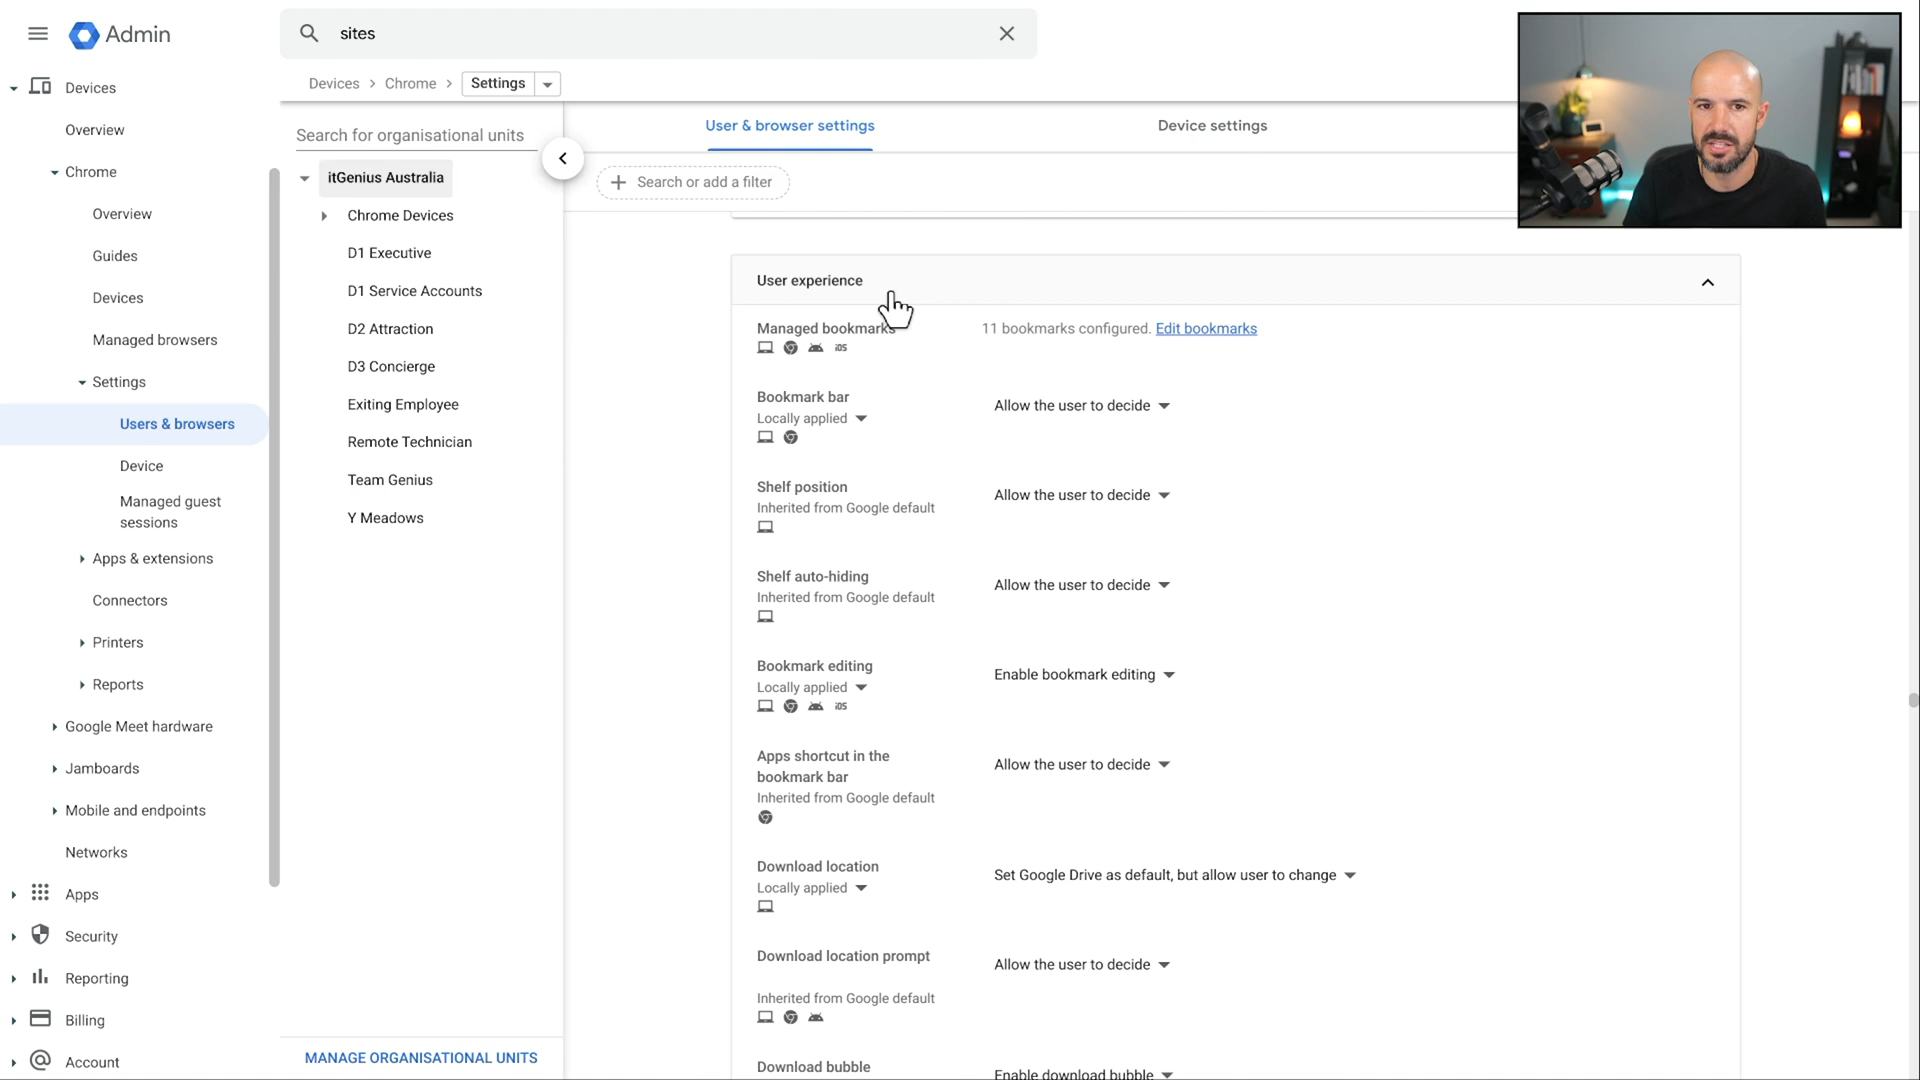 Admin
sites
Devices
Overview
Chrome
Overview
Guides
Devices
Managed browsers
Settings
Users & browsers
Device
Managed guest
sessions
Apps & extensions
Connectors
Printers
Reports
Google Meet hardware
Jamboards
Mobile and endpoints
Networks
Apps
Security
Reporting
Billing
Account
Devices > Chrome > Settings
Search for organisational units
itGenius Australia
Chrome Devices
D1 Executive
D1 Service Accounts
D2 Attraction
D3 Concierge
Exiting Employee
Remote Technician
Team Genius
Y Meadows
MANAGE ORGANISATIONAL UNITS
User & browser settings
Device settings
Search or add a filter
User experience
Managed bookmarks
11 bookmarks configured. Edit bookmarks
iOS
Bookmark bar
Locally applied
Allow the user to decide
Shelf position
Inherited from Google default
Allow the user to decide
Shelf auto-hiding
Inherited from Google default
Allow the user to decide
Bookmark editing
Locally applied
iOS
Enable bookmark editing
Apps shortcut in the
bookmark bar
Inherited from Google default
Allow the user to decide
Download location
Locally applied
Set Google Drive as default, but allow user to change
Download location prompt
Inherited from Google default
Allow the user to decide
Download bubble
Enable download bubble